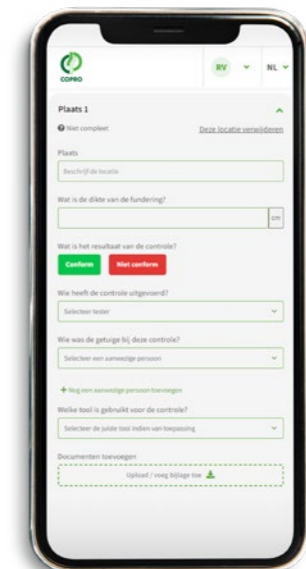 COPRO
RV
NL
Plaats 1
Niet compleet
Deze locatie verwijderen
Plaats
Beschrijf de locatie
Wat is de dikte van de fundering?
cm
Wat is het resultaat van de controle?
Conform
Niet conform
Wie heeft de controle uitgevoerd?
Selecteer tester
Wie was de getuige bij deze controle?
Selecteer een aanwezige persoon
+ Nog een aanwezige persoon toevoegen
Welke tool is gebruikt voor de controle?
Selecteer de juiste tool indien van toepassing
Documenten toevoegen
Upload / voeg bijlage toe